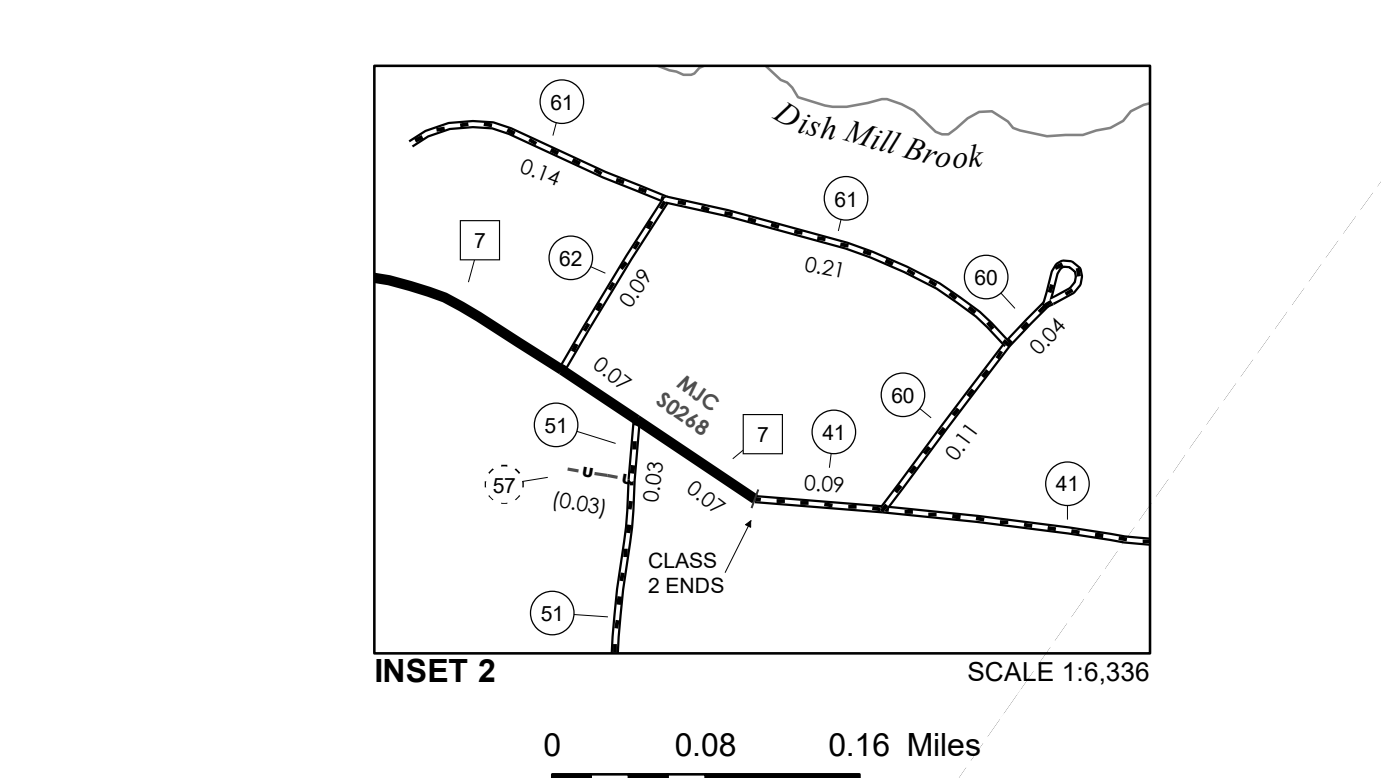 61
Dish Mill Brook
0.14
61
7
62
0.21
60
0.09
0.04
0.07
MJC
S0268
60
51
7
41
0.11
57
(0.03)
0.03
0.07
0.09
41
U
U
CLASS
2 ENDS
51
INSET 2
SCALE 1:6,336
0 0.08 0.16 Miles